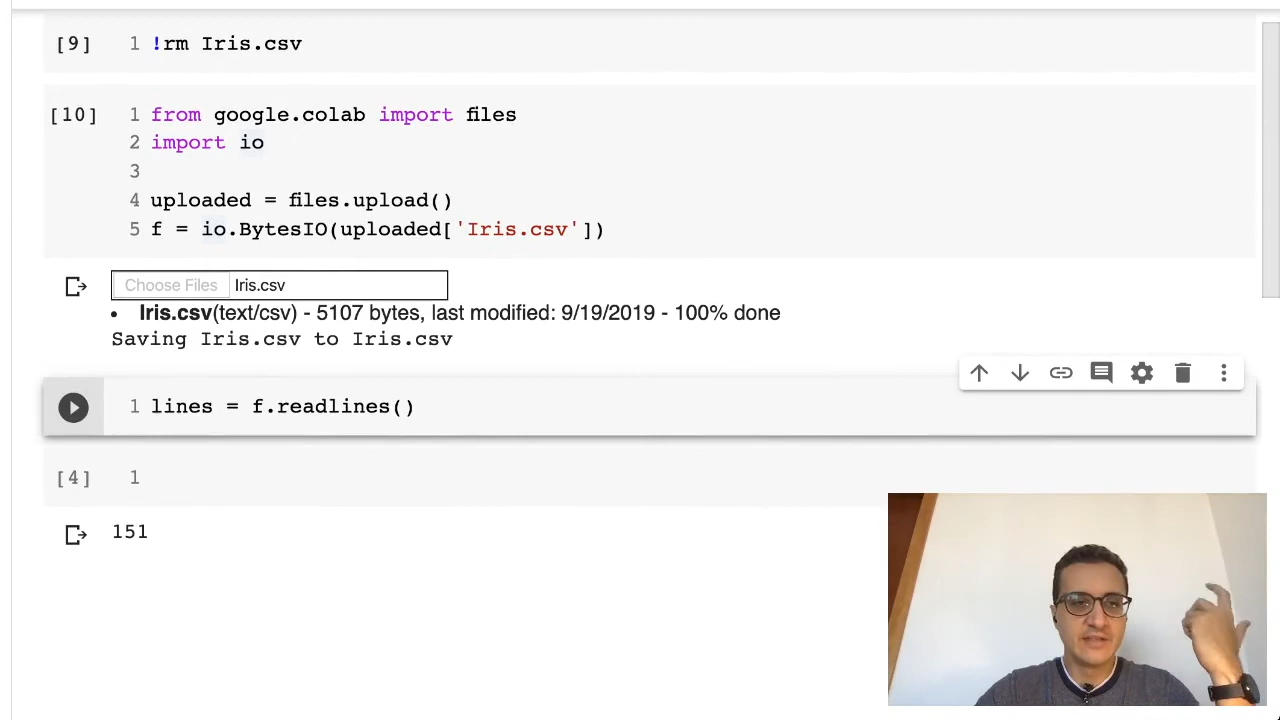 [9] 1 !rm Iris.csv
[10] 1 from google.colab import files
2 import io
3
4 uploaded = files.upload()
5 f = io.BytesIO(uploaded['Iris.csv'])
Choose Files Iris.csv
• Iris.csv(text/csv) - 5107 bytes, last modified: 9/19/2019 - 100% done
Saving Iris.csv to Iris.csv
1 lines = f.readlines()
[4] 1
151